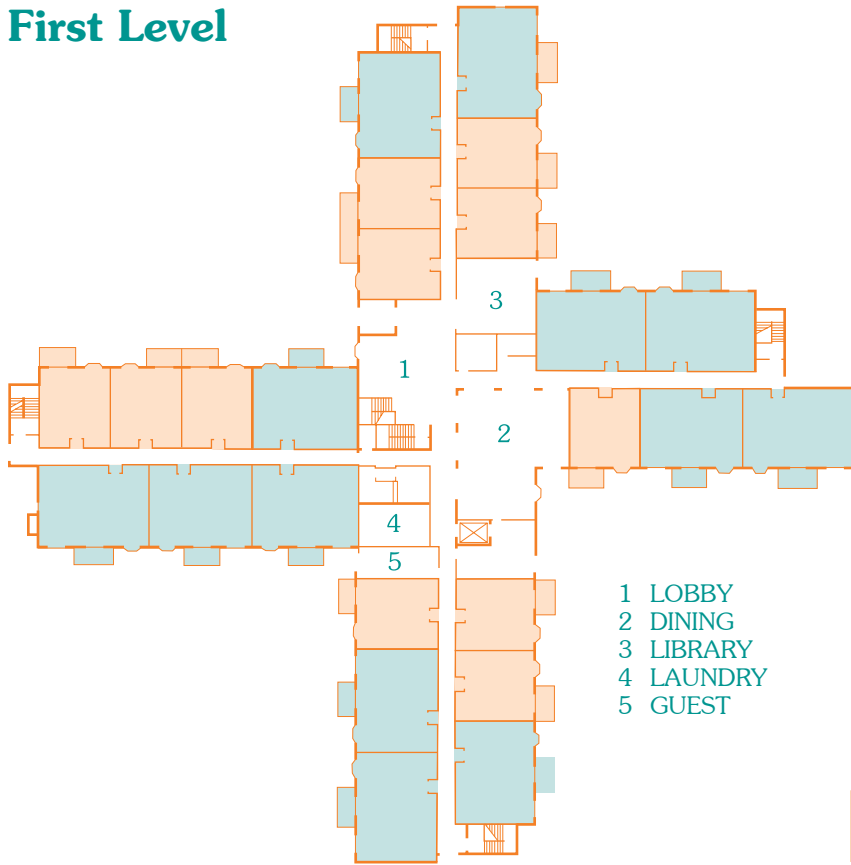 First Level
3
1
2
4
5
1 LOBBY
2 DINING
3 LIBRARY
4 LAUNDRY
5 GUEST